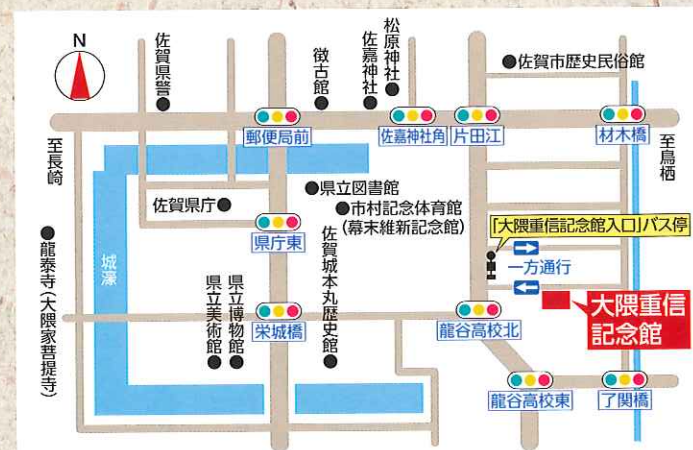 N
佐賀県警
徴古館
佐嘉神社
松原神社
佐賀市歴史民俗館
郵便局前
佐嘉神社角
片田江
材木橋
至長崎
至鳥栖
佐賀県庁
県立図書館
市村記念体育館
(幕末維新記念館)
「大隈重信記念館入口」バス停
県庁東
城濠
龍泰寺(大隈家菩提寺)
県立美術館
県立博物館
佐賀城本丸歴史館
一方通行
栄城橋
龍谷高校北
大隈重信
記念館
龍谷高校東
了関橋